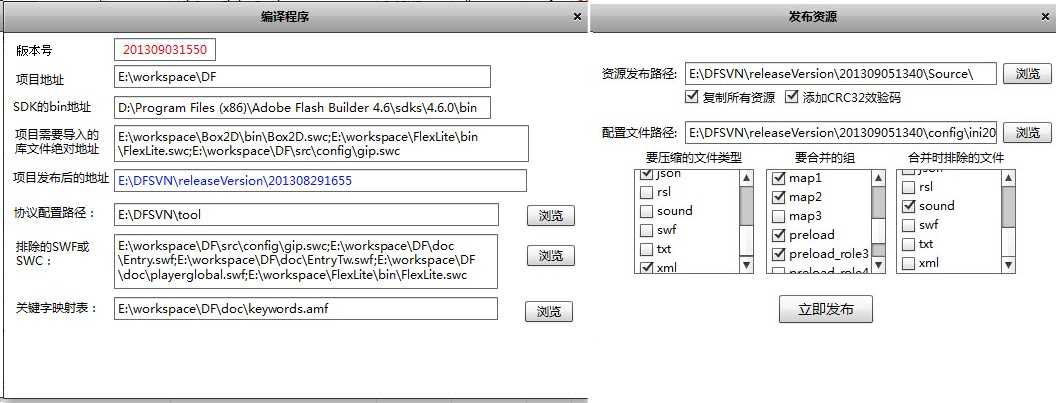 编译程序
版本号
201309031550
项目地址
E:\workspace\DF
SDK的bin地址
D:\Program Files (x86)\Adobe Flash Builder 4.6\sdks\4.6.0\bin
项目需要导入的
库文件绝对地址
E:\workspace\Box2D\bin\Box2D.swc;E:\workspace\FlexLite\bin
\FlexLite.swc;E:\workspace\DF\src\config\gip.swc
项目发布后的地址
E:\DFSVN\releaseVersion\201308291655
协议配置路径：
E:\DFSVN\tool
浏览
排除的SWF或
SWC：
E:\workspace\DF\src\config\gip.swc;E:\workspace\DF\doc
\Entry.swf;E:\workspace\DF\doc\EntryTw.swf;E:\workspace\DF
\doc\playerglobal.swf;E:\workspace\FlexLite\bin\FlexLite.swc
浏览
关键字映射表：
E:\workspace\DF\doc\keywords.amf
浏览
发布资源
资源发布路径:
E:\DFSVN\releaseVersion\201309051340\Source\
浏览
复制所有资源
添加CRC32效验码
配置文件路径:
E:\DFSVN\releaseVersion\201309051340\config\ini20
浏览
要压缩的文件类型
json
rsl
sound
swf
txt
xml
要合并的组
map1
map2
map3
preload
preload_role3
preload_role4
合并时排除的文件
rsl
sound
swf
txt
xml
立即发布